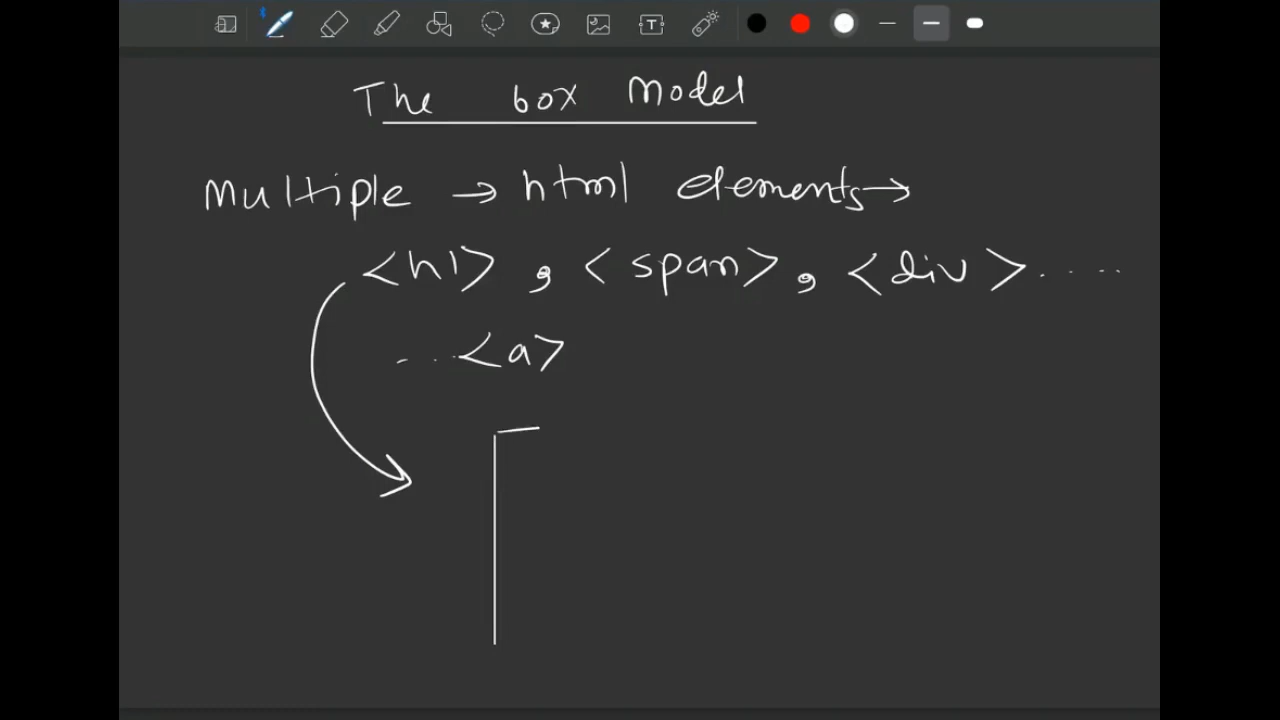 The box Model
Multiple → html elements →
<h1> , <span> , <div> .....
... <a>